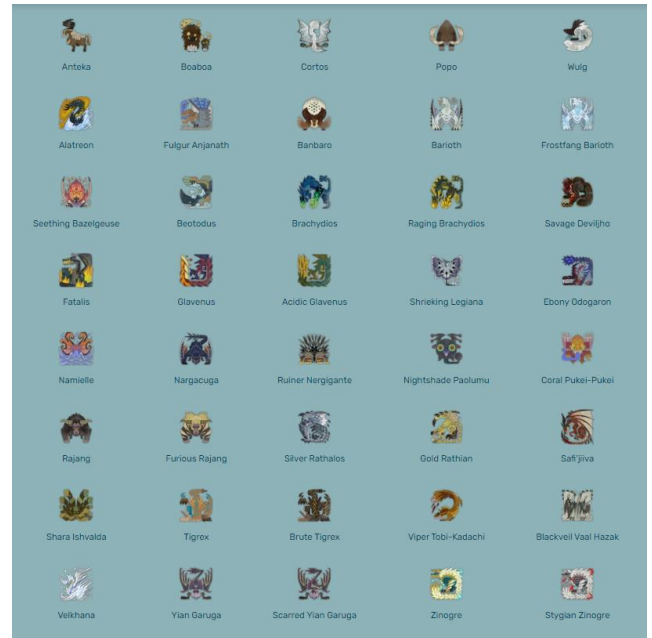 Anteka
Boaboa
Cortos
Popo
Wulg
Alatreon
Fulgur Anjanath
Banbaro
Barioth
Frostfang Barioth
Seething Bazelgeuse
Beotodus
Brachydios
Raging Brachydios
Savage Deviljho
Fatalis
Glavenus
Acidic Glavenus
Shrieking Legiana
Ebony Odogaron
Namielle
Nargacuga
Ruiner Nergigante
Nightshade Paolumu
Coral Pukei-Pukei
Rajang
Furious Rajang
Silver Rathalos
Gold Rathian
Safi'jiiva
Shara Ishvalda
Tigrex
Brute Tigrex
Viper Tobi-Kadachi
Blackveil Vaal Hazak
Velkhana
Yian Garuga
Scarred Yian Garuga
Zinogre
Stygian Zinogre